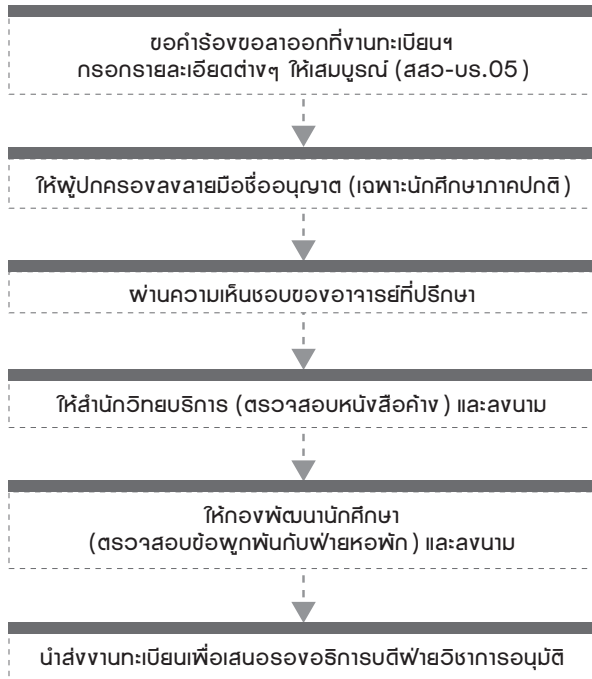 ขอคำร้องขอลาออกที่งานทะเบียนฯ
กรอกรายละเอียดต่างๆ ให้สมบูรณ์ (สสว-บร.05)
ให้ผู้ปกครองลงลายมือชื่ออนุญาต (เฉพาะนักศึกษาภาคปกติ)
ผ่านความเห็นชอบของอาจารย์ที่ปรึกษา
ให้สำนักวิทยบริการ (ตรวจสอบหนังสือค้าง) และลงนาม
ให้กองพัฒนานักศึกษา
(ตรวจสอบข้อผูกพันกับฝ่ายหอพัก) และลงนาม
นำส่งงานทะเบียนเพื่อเสนอรองอธิการบดีฝ่ายวิชาการอนุมัติ